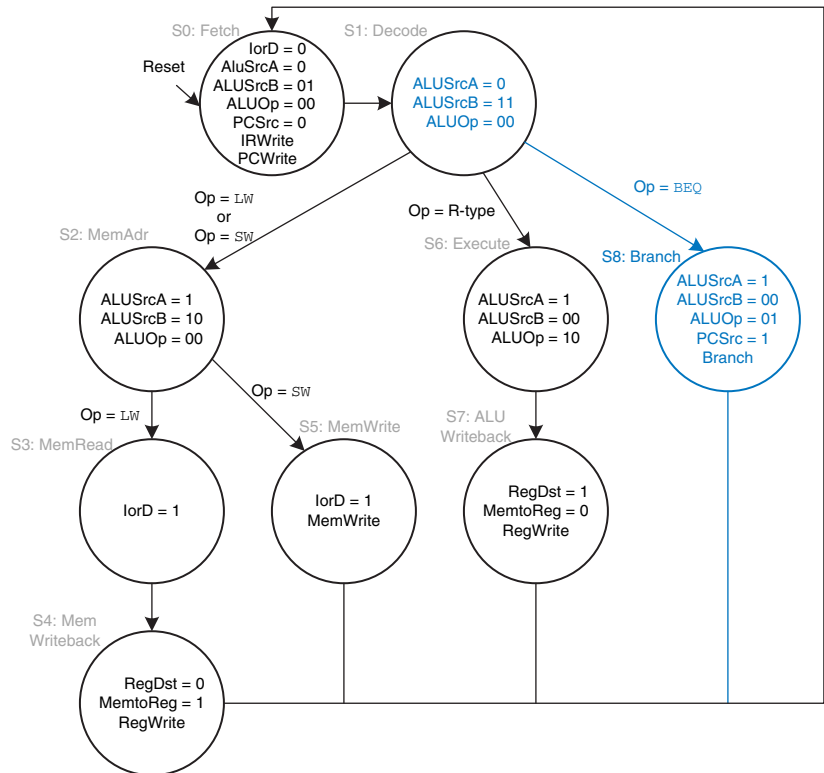 S0: Fetch
S1: Decode
Reset
IorD = 0
AluSrcA = 0
ALUSrcB = 01
ALUOp = 00
PCSrc = 0
IRWrite
PCWrite
ALUSrcA = 0
ALUSrcB = 11
ALUOp = 00
Op = LW
or
Op = SW
Op = R-type
Op = BEQ
S2: MemAdr
S6: Execute
S8: Branch
ALUSrcA = 1
ALUSrcB = 10
ALUOp = 00
ALUSrcA = 1
ALUSrcB = 00
ALUOp = 10
ALUSrcA = 1
ALUSrcB = 00
ALUOp = 01
PCSrc = 1
Branch
Op = LW
Op = SW
S3: MemRead
S5: MemWrite
S7: ALU
Writeback
IorD = 1
IorD = 1
MemWrite
RegDst = 1
MemtoReg = 0
RegWrite
S4: Mem
Writeback
RegDst = 0
MemtoReg = 1
RegWrite